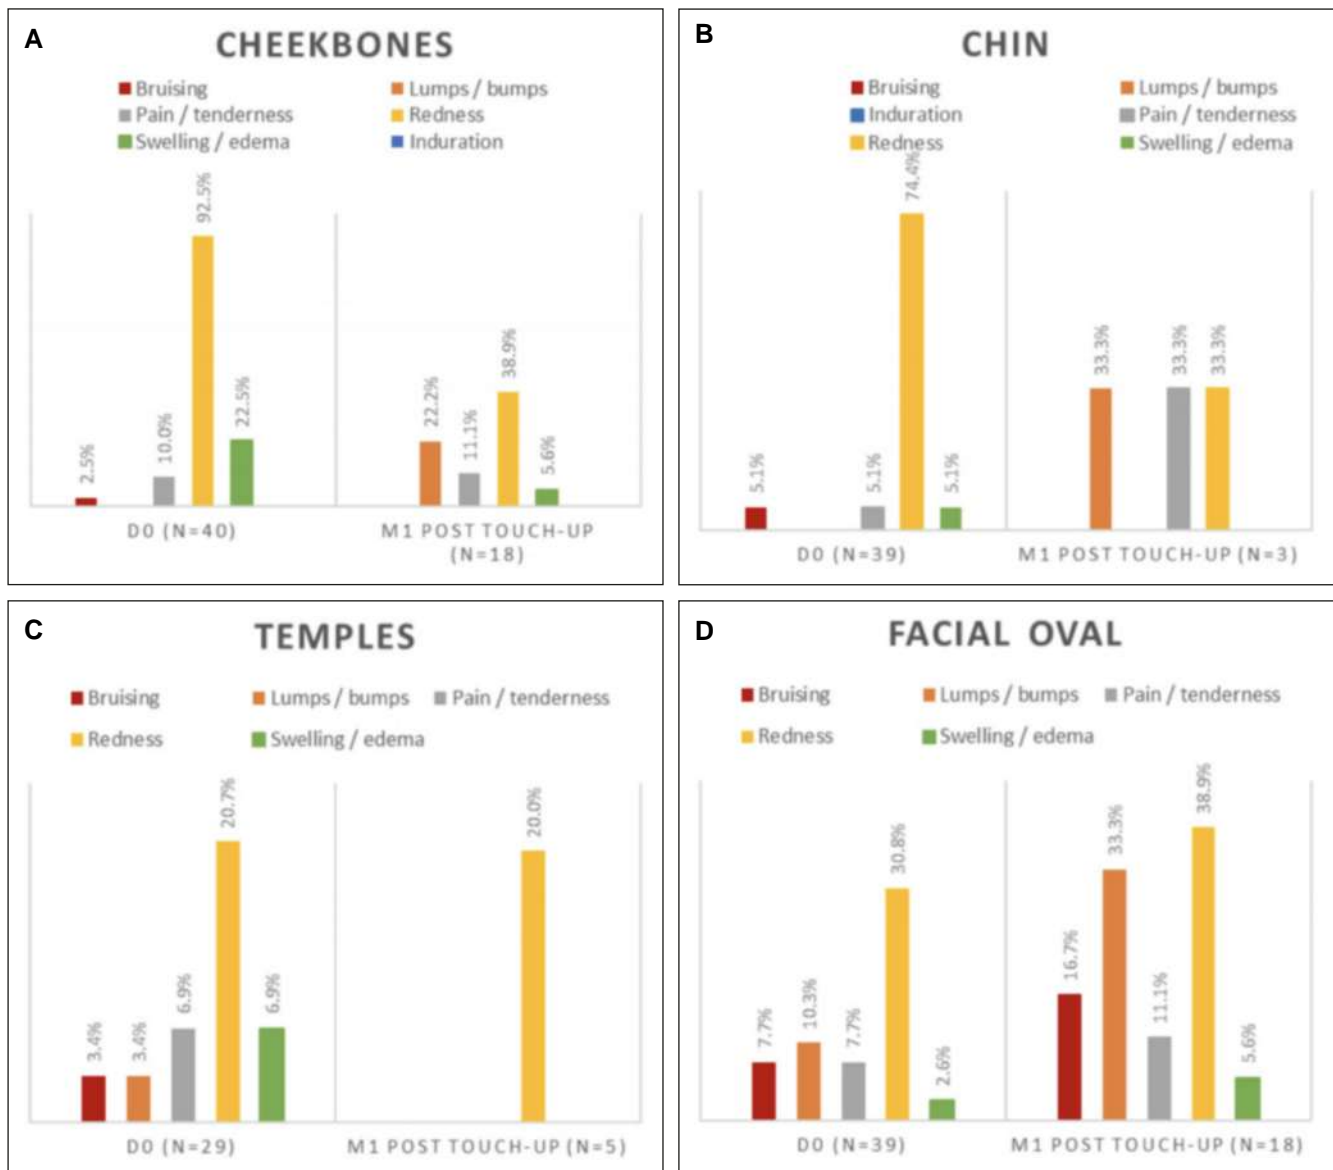 A
CHEEKBONES
Bruising Lumps / bumps
Pain / tenderness Redness
Swelling / edema Induration
2.5%
10.0%
92.5%
22.5%
22.2%
11.1%
38.9%
5.6%
D0 (N=40) M1 POST TOUCH-UP
(N=18)
B
CHIN
Bruising Lumps / bumps
Induration Pain / tenderness
Redness Swelling / edema
5.1%
5.1%
74.4%
5.1%
33.3%
33.3%
33.3%
D0 (N=39) M1 POST TOUCH-UP (N=3)
C
TEMPLES
Bruising Lumps / bumps Pain / tenderness
Redness Swelling / edema
3.4%
3.4%
6.9%
20.7%
6.9%
20.0%
D0 (N=29) M1 POST TOUCH-UP (N=5)
D
FACIAL OVAL
Bruising Lumps / bumps Pain / tenderness
Redness Swelling / edema
7.7%
10.3%
7.7%
30.8%
2.6%
16.7%
33.3%
11.1%
38.9%
5.6%
D0 (N=39) M1 POST TOUCH-UP (N=18)